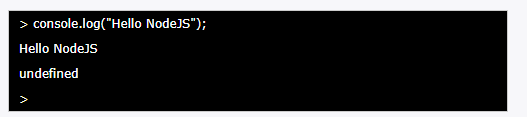 > console.log("Hello NodeJS");
Hello NodeJS
undefined
>